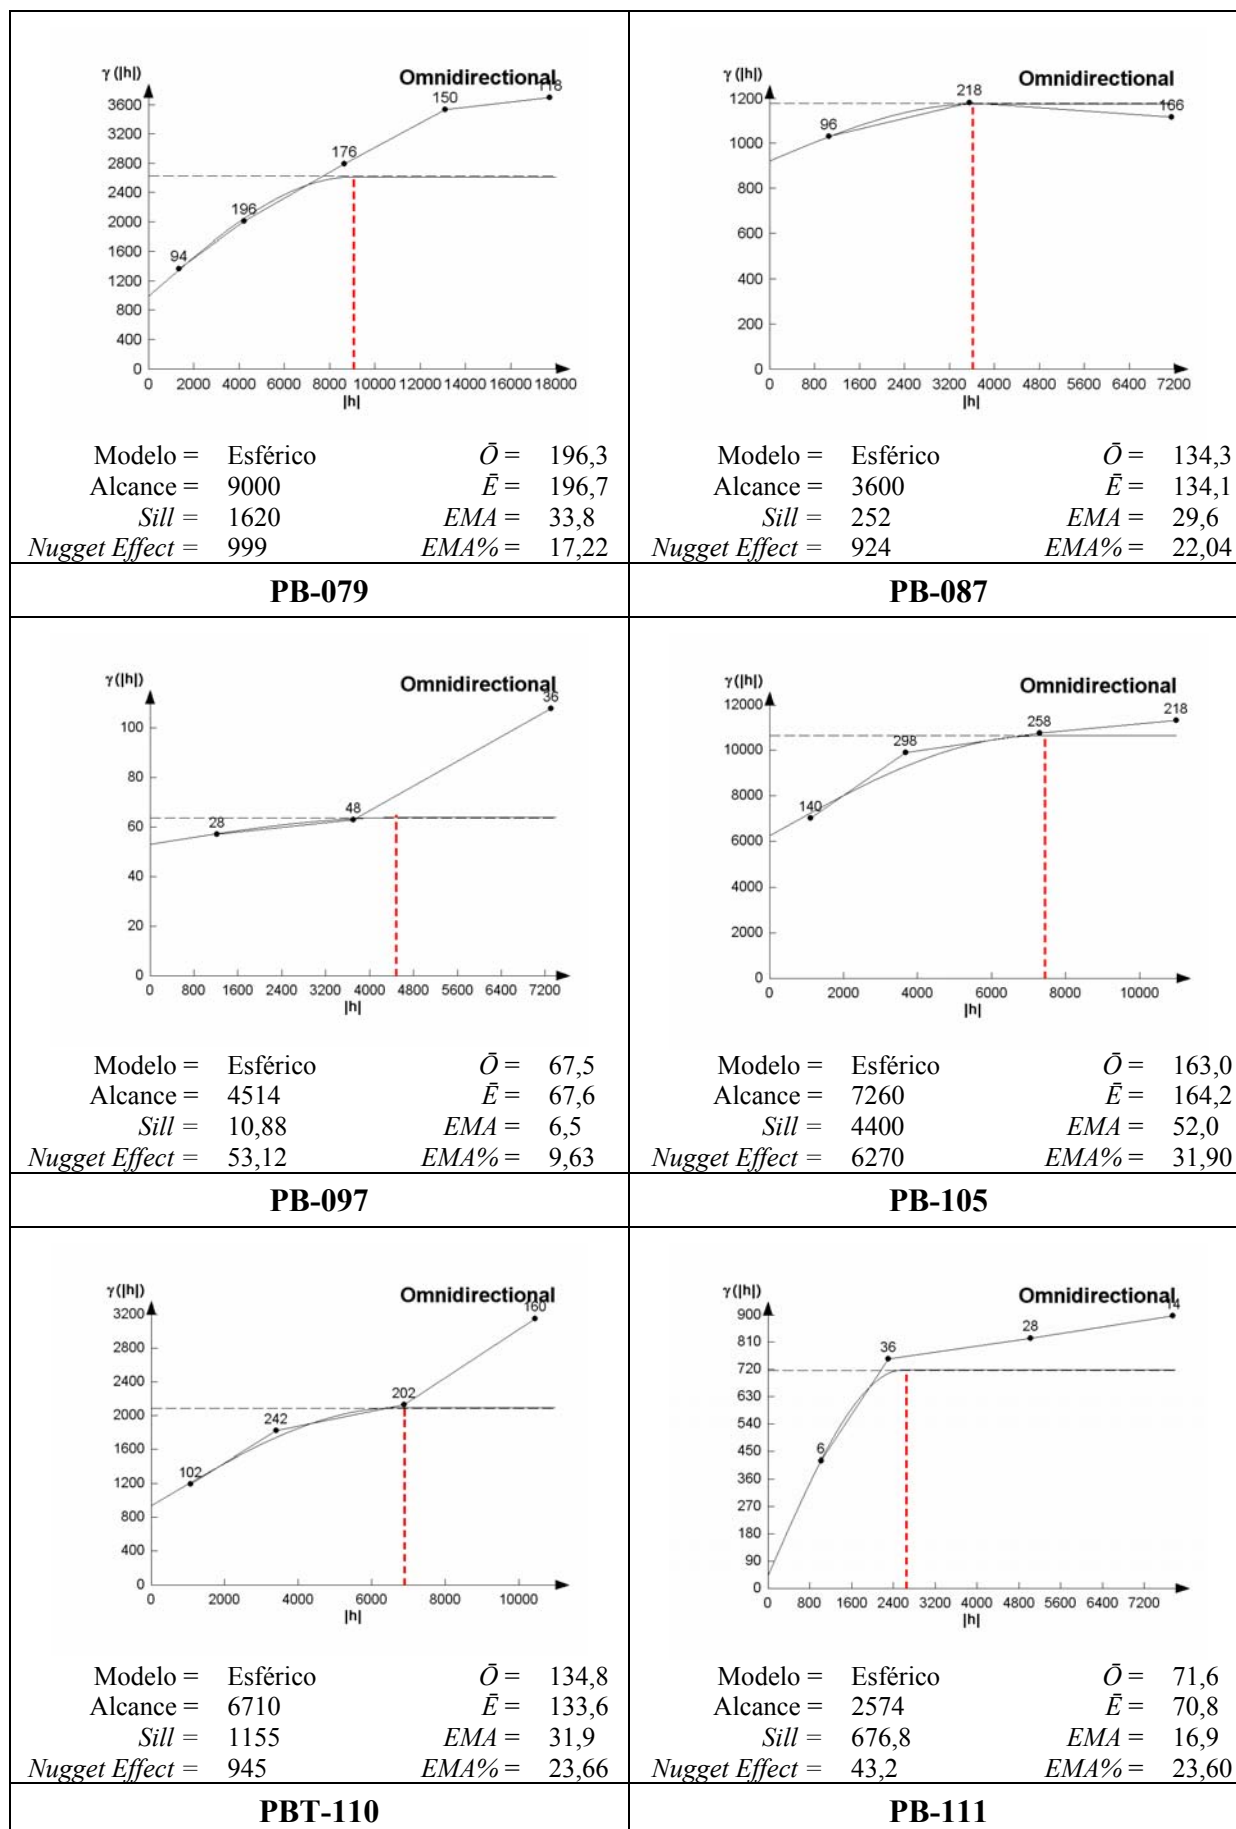 γ (|h|)
Omnidirectional
3600
3200
2800
2400
2000
1600
1200
800
400
0
94
196
176
150
118
0 2000 4000 6000 8000 10000 12000 14000 16000 18000
|h|
Modelo = Esférico Ō = 196,3
Alcance = 9000 Ē = 196,7
Sill = 1620 EMA = 33,8
Nugget Effect = 999 EMA% = 17,22
PB-079
γ (|h|)
Omnidirectional
1200
1000
800
600
400
200
0
96
218
166
0 800 1600 2400 3200 4000 4800 5600 6400 7200
|h|
Modelo = Esférico Ō = 134,3
Alcance = 3600 Ē = 134,1
Sill = 252 EMA = 29,6
Nugget Effect = 924 EMA% = 22,04
PB-087
γ (|h|)
Omnidirectional
100
80
60
40
20
0
28
48
36
0 800 1600 2400 3200 4000 4800 5600 6400 7200
|h|
Modelo = Esférico Ō = 67,5
Alcance = 4514 Ē = 67,6
Sill = 10,88 EMA = 6,5
Nugget Effect = 53,12 EMA% = 9,63
PB-097
γ (|h|)
Omnidirectional
12000
10000
8000
6000
4000
2000
0
140
298
258
218
0 2000 4000 6000 8000 10000
|h|
Modelo = Esférico Ō = 163,0
Alcance = 7260 Ē = 164,2
Sill = 4400 EMA = 52,0
Nugget Effect = 6270 EMA% = 31,90
PB-105
γ (|h|)
Omnidirectional
3200
2800
2400
2000
1600
1200
800
400
0
102
242
202
160
0 2000 4000 6000 8000 10000
|h|
Modelo = Esférico Ō = 134,8
Alcance = 6710 Ē = 133,6
Sill = 1155 EMA = 31,9
Nugget Effect = 945 EMA% = 23,66
PBT-110
γ (|h|)
Omnidirectional
900
810
720
630
540
450
360
270
180
90
0
6
36
28
14
0 800 1600 2400 3200 4000 4800 5600 6400 7200
|h|
Modelo = Esférico Ō = 71,6
Alcance = 2574 Ē = 70,8
Sill = 676,8 EMA = 16,9
Nugget Effect = 43,2 EMA% = 23,60
PB-111